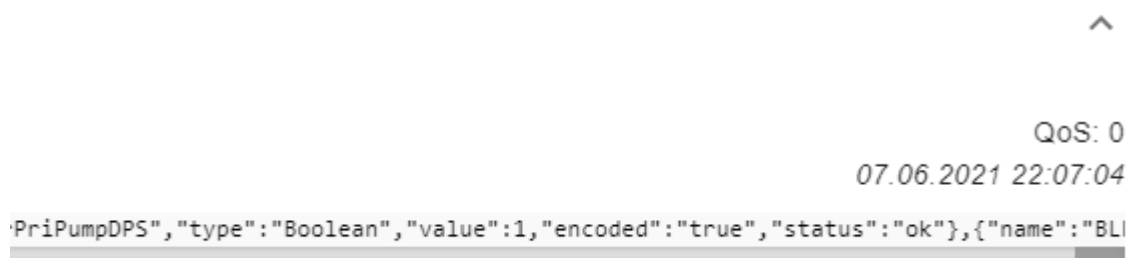 QoS: 0
07.06.2021 22:07:04
PriPumpDPS","type":"Boolean","value":1,"encoded":"true","status":"ok"},{"name":"BL